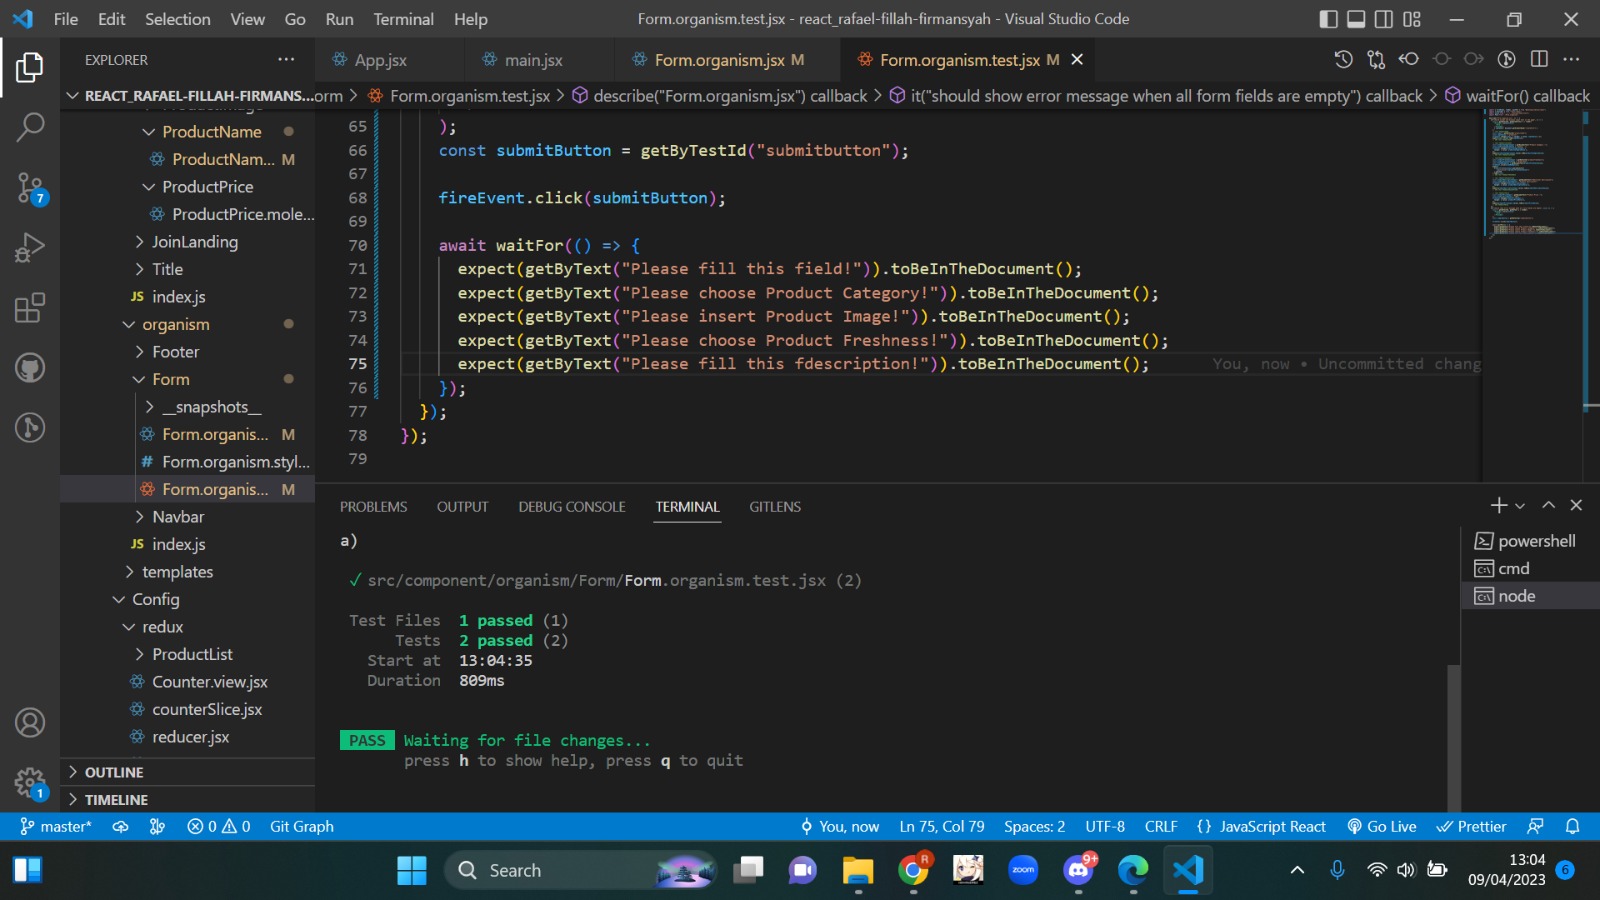 File Edit Selection View Go Run Terminal Help
Form.organism.test.jsx - react_rafael-fillah-firmansyah - Visual Studio Code
EXPLORER
App.jsx
main.jsx
Form.organism.jsx M
Form.organism.test.jsx M
REACT_RAFAEL-FILLAH-FIRMANS...
orm > Form.organism.test.jsx > describe("Form.organism.jsx") callback > it("should show error message when all form fields are empty") callback > waitFor() callback
ProductName
ProductNam... M
ProductPrice
ProductPrice.mole...
JoinLanding
Title
JS index.js
organism
Footer
Form
__snapshots__
Form.organis... M
# Form.organism.styl...
Form.organis... M
Navbar
JS index.js
templates
Config
redux
ProductList
Counter.view.jsx
counterSlice.jsx
reducer.jsx
OUTLINE
TIMELINE
7
1
65 );
66 const submitButton = getByTestId("submitbutton");
67
68 fireEvent.click(submitButton);
69
70 await waitFor(() => {
71 expect(getByText("Please fill this field!")).toBeInTheDocument();
72 expect(getByText("Please choose Product Category!")).toBeInTheDocument();
73 expect(getByText("Please insert Product Image!")).toBeInTheDocument();
74 expect(getByText("Please choose Product Freshness!")).toBeInTheDocument();
75 expect(getByText("Please fill this fdescription!")).toBeInTheDocument(); You, now • Uncommitted chang
76 });
77 });
78 });
79
PROBLEMS OUTPUT DEBUG CONSOLE TERMINAL GITLENS
a)
✓ src/component/organism/Form/Form.organism.test.jsx (2)
Test Files 1 passed (1)
Tests 2 passed (2)
Start at 13:04:35
Duration 809ms
PASS Waiting for file changes...
press h to show help, press q to quit
powershell
cmd
node
master* 0 0 Git Graph
You, now Ln 75, Col 79 Spaces: 2 UTF-8 CRLF {} JavaScript React Go Live Prettier
Search
R
zoom
9+
13:04
09/04/2023
6